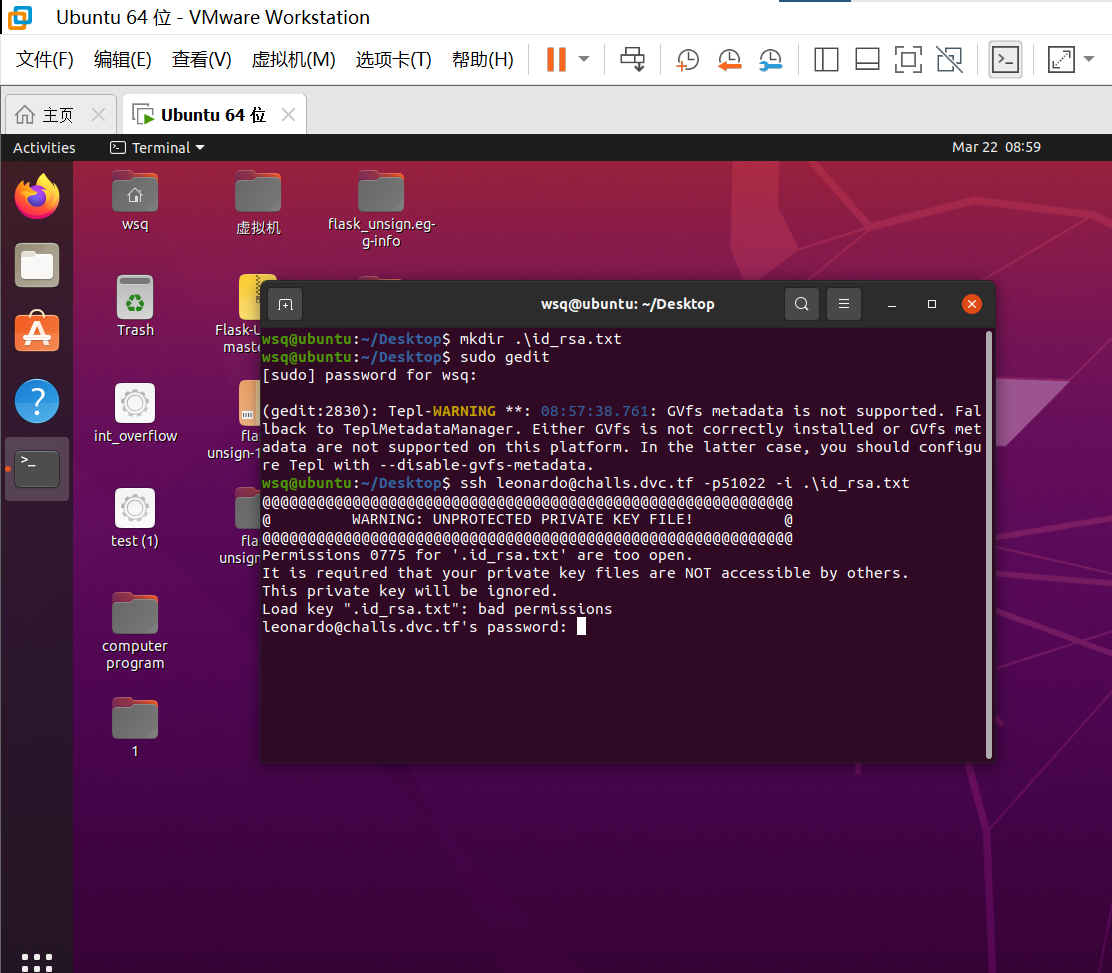 Ubuntu 64 位 - VMware Workstation
文件(F) 编辑(E) 查看(V) 虚拟机(M) 选项卡(T) 帮助(H)
主页
Ubuntu 64 位
Activities
Terminal
Mar 22 08:59
wsq
虚拟机
flask_unsign.eg-
g-info
Trash
Flask-U
maste
int_overflow
fla
unsign-1
test (1)
fla
unsign
computer
program
1
wsq@ubuntu: ~/Desktop
wsq@ubuntu:~/Desktop$ mkdir .\id_rsa.txt
wsq@ubuntu:~/Desktop$ sudo gedit
[sudo] password for wsq:
(gedit:2830): Tepl-WARNING **: 08:57:38.761: GVfs metadata is not supported. Fal
lback to TeplMetadataManager. Either GVfs is not correctly installed or GVfs met
adata are not supported on this platform. In the latter case, you should configu
re Tepl with --disable-gvfs-metadata.
wsq@ubuntu:~/Desktop$ ssh leonardo@challs.dvc.tf -p51022 -i .\id_rsa.txt
@@@@@@@@@@@@@@@@@@@@@@@@@@@@@@@@@@@@@@@@@@@@@@@@@@@@@@@@@@@
@         WARNING: UNPROTECTED PRIVATE KEY FILE!          @
@@@@@@@@@@@@@@@@@@@@@@@@@@@@@@@@@@@@@@@@@@@@@@@@@@@@@@@@@@@
Permissions 0775 for '.id_rsa.txt' are too open.
It is required that your private key files are NOT accessible by others.
This private key will be ignored.
Load key ".id_rsa.txt": bad permissions
leonardo@challs.dvc.tf's password: